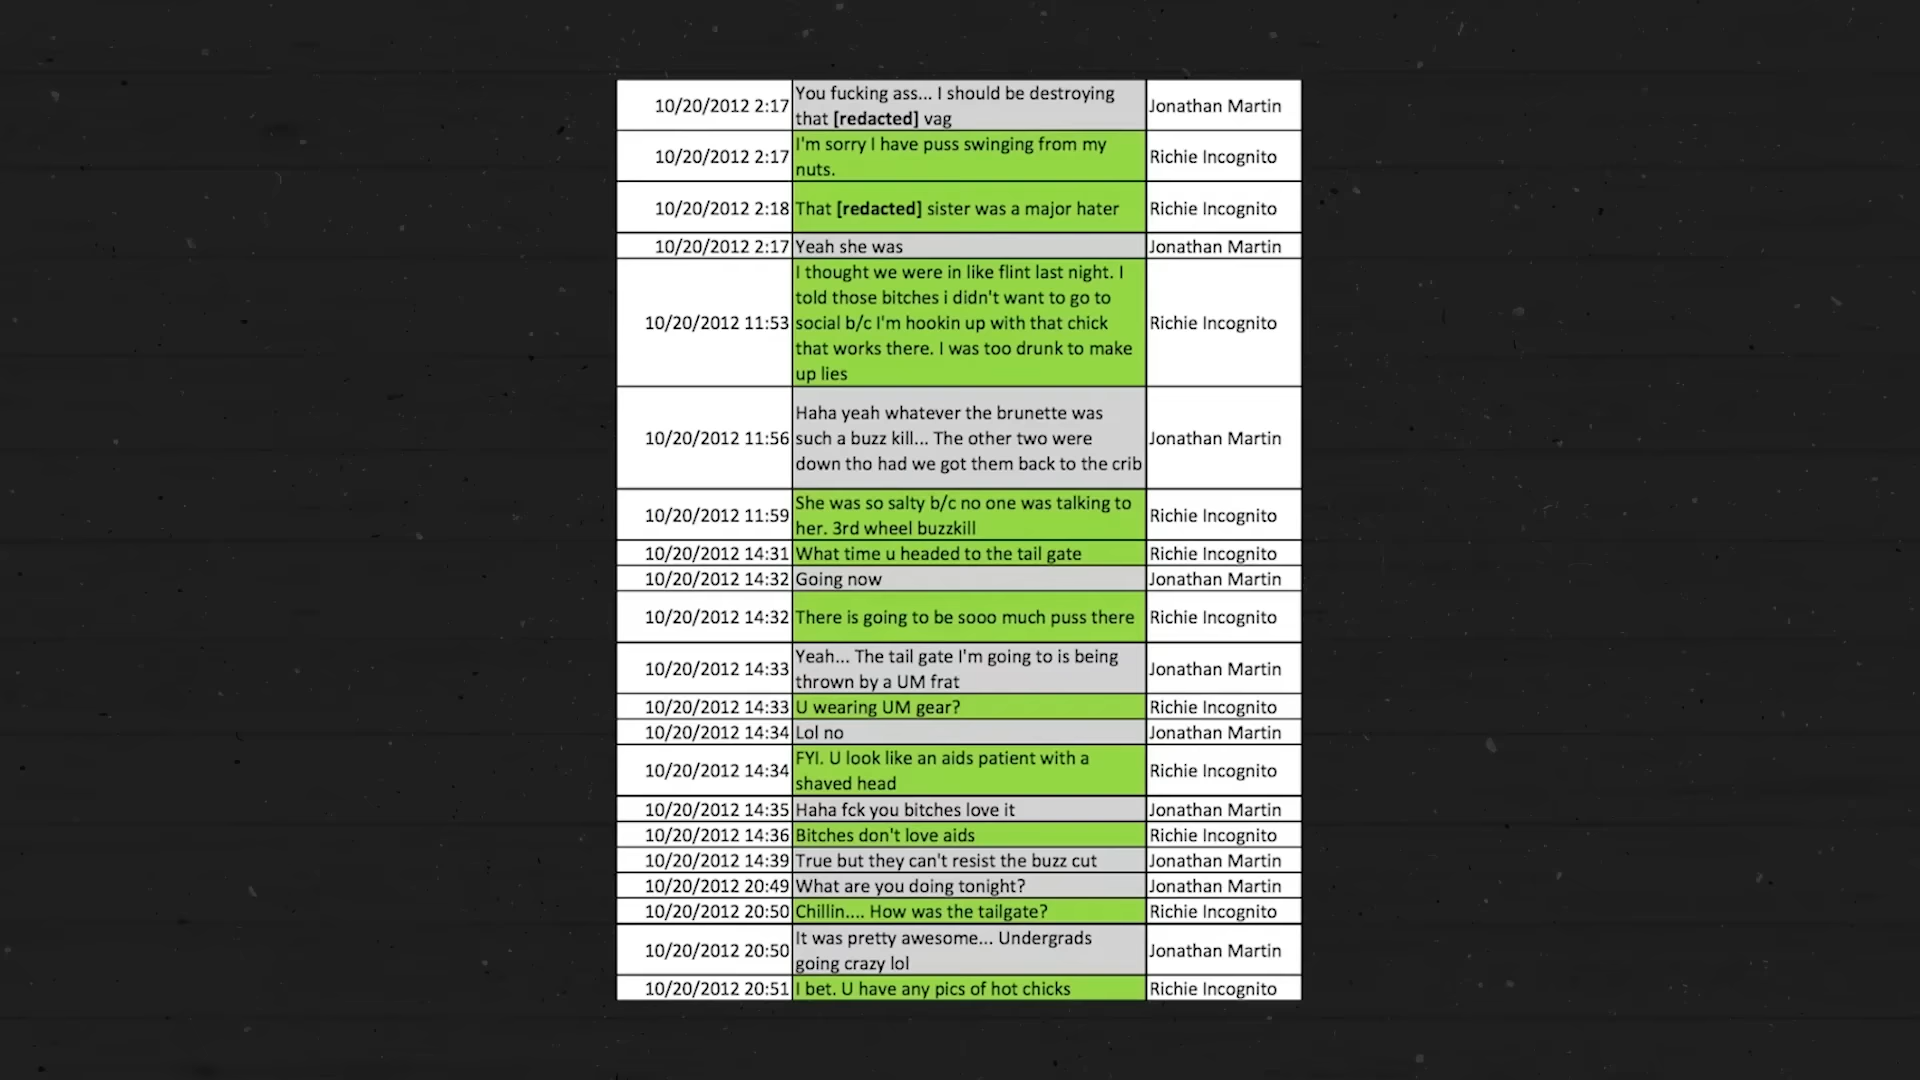 10/20/2012 2:17 You fucking ass... I should be destroying Jonathan Martin
that [redacted] vag
10/20/2012 2:17 I'm sorry I have puss swinging from my Richie Incognito
nuts.
10/20/2012 2:18 That [redacted] sister was a major hater Richie Incognito
10/20/2012 2:17 Yeah she was Jonathan Martin
I thought we were in like flint last night. I
told those bitches i didn't want to go to
10/20/2012 11:53 social b/c I'm hookin up with that chick Richie Incognito
that works there. I was too drunk to make
up lies
Haha yeah whatever the brunette was
10/20/2012 11:56 such a buzz kill... The other two were Jonathan Martin
down tho had we got them back to the crib
10/20/2012 11:59 She was so salty b/c no one was talking to Richie Incognito
her. 3rd wheel buzzkill
10/20/2012 14:31 What time u headed to the tail gate Richie Incognito
10/20/2012 14:32 Going now Jonathan Martin
10/20/2012 14:32 There is going to be sooo much puss there Richie Incognito
10/20/2012 14:33 Yeah... The tail gate I'm going to is being Jonathan Martin
thrown by a UM frat
10/20/2012 14:33 U wearing UM gear? Richie Incognito
10/20/2012 14:34 Lol no Jonathan Martin
10/20/2012 14:34 FYI. U look like an aids patient with a Richie Incognito
shaved head
10/20/2012 14:35 Haha fck you bitches love it Jonathan Martin
10/20/2012 14:36 Bitches don't love aids Richie Incognito
10/20/2012 14:39 True but they can't resist the buzz cut Jonathan Martin
10/20/2012 20:49 What are you doing tonight? Jonathan Martin
10/20/2012 20:50 Chillin.... How was the tailgate? Richie Incognito
10/20/2012 20:50 It was pretty awesome... Undergrads Jonathan Martin
going crazy lol
10/20/2012 20:51 I bet. U have any pics of hot chicks Richie Incognito